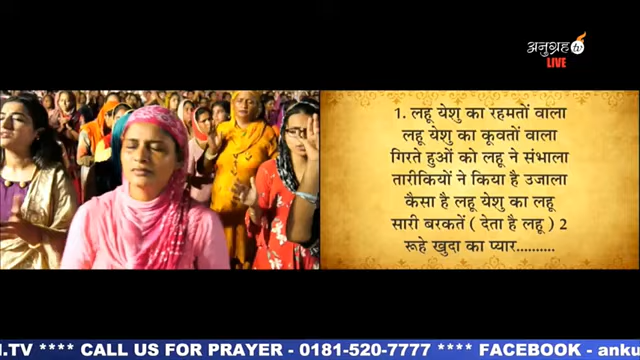 अनुग्रह tv
LIVE
1. लहू येशु का रहमतों वाला
लहू येशु का कूवतों वाला
गिरते हुओं को लहू ने संभाला
तारीकियों ने किया है उजाला
कैसा है लहू येशु का लहू
सारी बरकतें ( देता है लहू ) 2
रूहे खुदा का प्यार..........
.TV **** CALL US FOR PRAYER - 0181-520-7777 **** FACEBOOK - anku